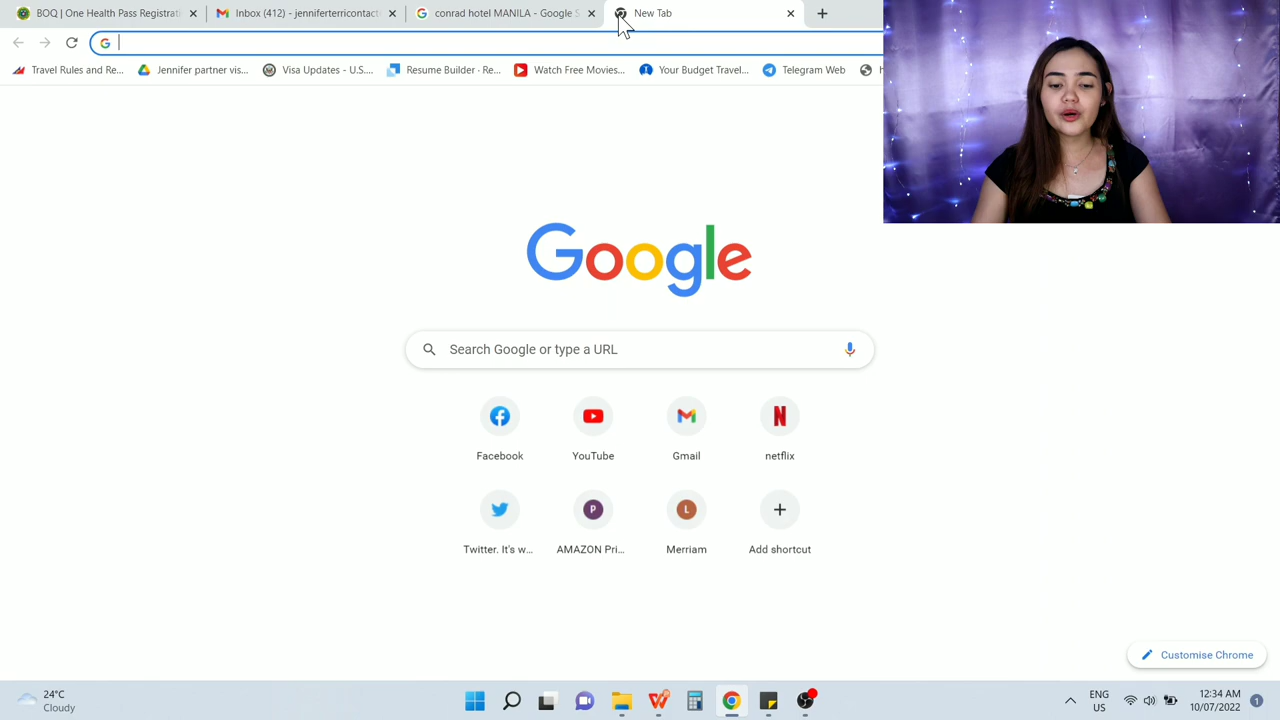 BOQ | One Health Pass Registrati
Inbox (412) - jenniferterricontact
conrad hotel MANILA - Google S
New Tab
Travel Rules and Re...
Jennifer partner vis...
Visa Updates - U.S....
Resume Builder · Re...
Watch Free Movies...
Your Budget Travel...
Telegram Web
Google
Search Google or type a URL
Facebook
YouTube
Gmail
netflix
Twitter. It's w...
P
AMAZON Pri...
L
Merriam
Add shortcut
Customise Chrome
24°C
Cloudy
ENG
US
12:34 AM
10/07/2022
1